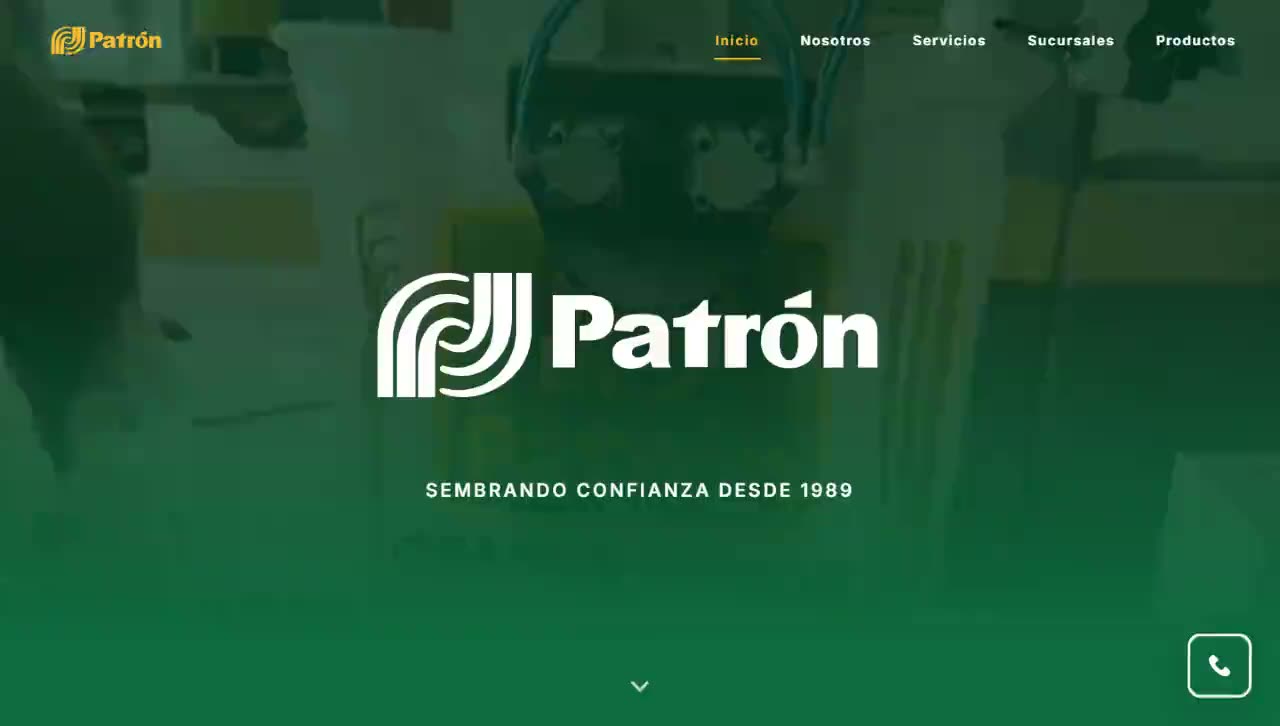 Patrón
Inicio Nosotros Servicios Sucursales Productos
Patrón
SEMBRANDO CONFIANZA DESDE 1989